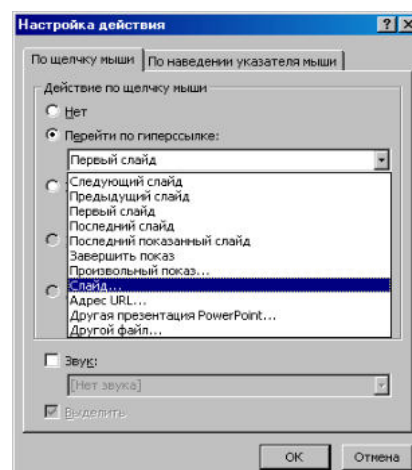 Настройка действия
По щелчку мыши По наведении указателя мыши
Действие по щелчку мыши
Нет
Перейти по гиперссылке:
Первый слайд
Следующий слайд
Предыдущий слайд
Первый слайд
Последний слайд
Последний показанный слайд
Завершить показ
Произвольный показ...
Слайд...
Адрес URL...
Другая презентация PowerPoint...
Другой файл...
Звук:
[Нет звука]
Выделить
ОК Отмена